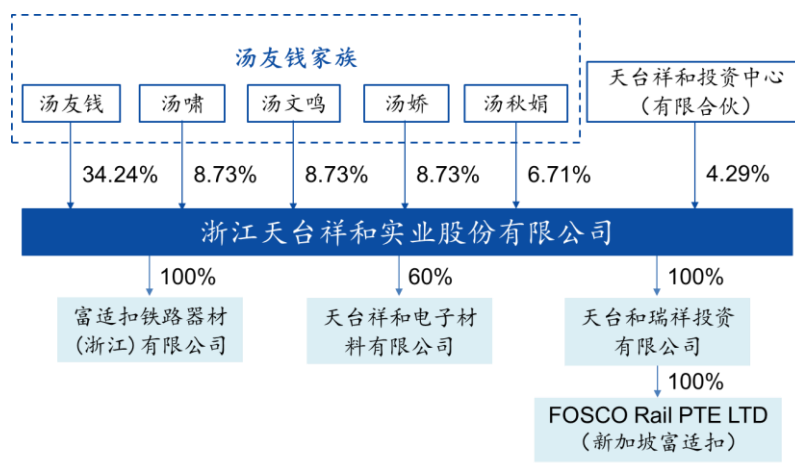 汤友钱家族
汤友钱
汤啸
汤文鸣
汤娇
汤秋娟
天台祥和投资中心
（有限合伙）
34.24%
8.73%
8.73%
8.73%
6.71%
4.29%
浙江天台祥和实业股份有限公司
100%
60%
100%
富适扣铁路器材
(浙江)有限公司
天台祥和电子材
料有限公司
天台和瑞祥投资
有限公司
100%
FOSCO Rail PTE LTD
（新加坡富适扣）